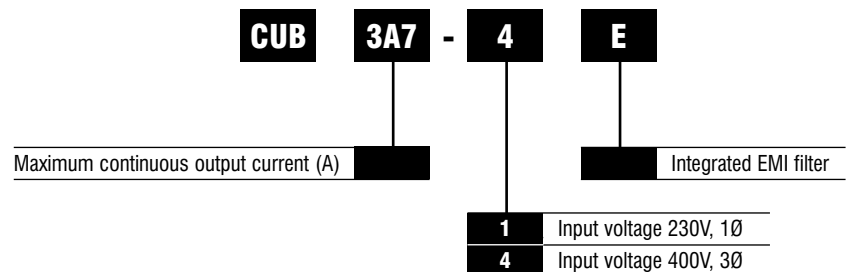 CUB 3A7 - 4 E
Maximum continuous output current (A)
Integrated EMI filter
1 Input voltage 230V, 1Ø
4 Input voltage 400V, 3Ø